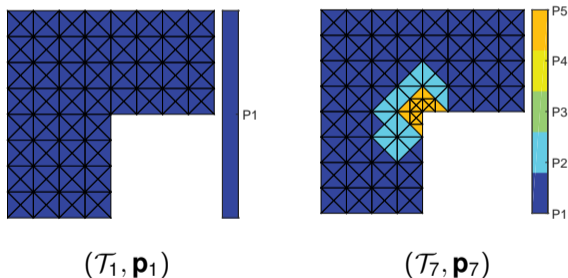 P1
P5
P4
P3
P2
P1
(𝒯₁, 𝐩₁)
(𝒯₇, 𝐩₇)